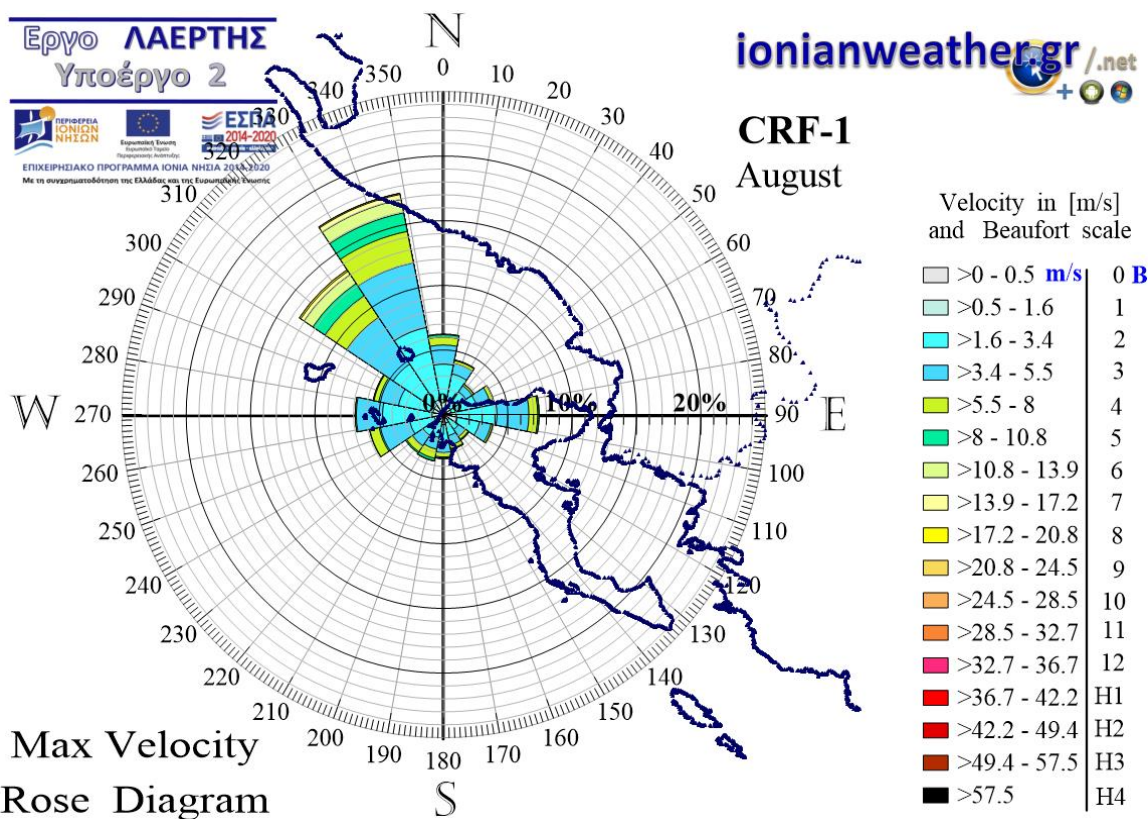 Εργο ΛΑΕΡΤΗΣ
Υποέργο 2
ΠΕΡΙΦΕΡΕΙΑ
ΙΟΝΙΩΝ
ΝΗΣΩΝ
Ευρωπαϊκή Ένωση
Ευρωπαϊκό Ταμείο
Περιφερειακής Ανάπτυξης
ΕΣΠΑ
2014-2020
ΕΠΙΧΕΙΡΗΣΙΑΚΟ ΠΡΟΓΡΑΜΜΑ ΙΟΝΙΑ ΝΗΣΙΑ 2014-2020
Με τη συγχρηματοδότηση της Ελλάδας και της Ευρωπαϊκής Ένωσης
ionianweather.gr /.net
CRF-1
August
N
0
10
20
30
40
50
60
70
80
90
E
100
110
120
130
140
150
160
170
180
S
190
200
210
220
230
240
250
260
270
W
280
290
300
310
320
330
340
350
0% 10% 20%
Velocity in [m/s]
and Beaufort scale
>0 - 0.5 m/s 0 B
>0.5 - 1.6 1
>1.6 - 3.4 2
>3.4 - 5.5 3
>5.5 - 8 4
>8 - 10.8 5
>10.8 - 13.9 6
>13.9 - 17.2 7
>17.2 - 20.8 8
>20.8 - 24.5 9
>24.5 - 28.5 10
>28.5 - 32.7 11
>32.7 - 36.7 12
>36.7 - 42.2 H1
>42.2 - 49.4 H2
>49.4 - 57.5 H3
>57.5 H4
Max Velocity
Rose Diagram